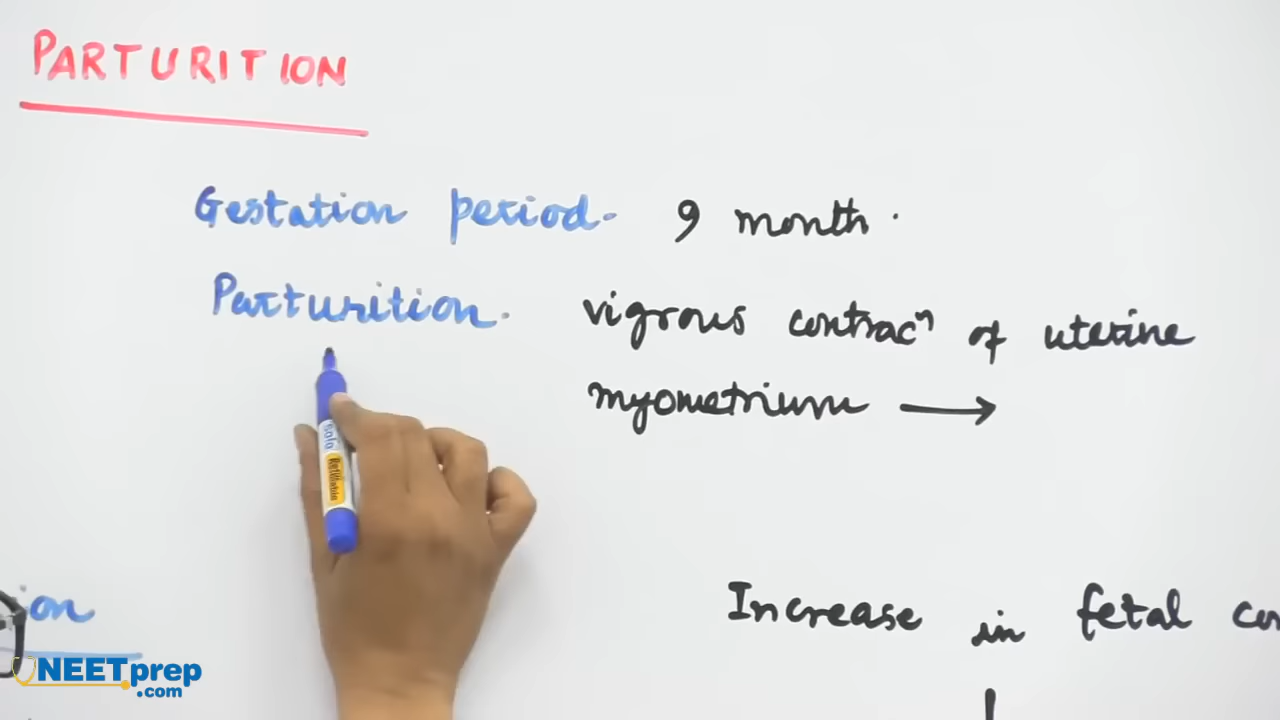 PARTURITION
Gestation period. 9 month.
Parturition. vigrous contracⁿ of uterine
myometrium →
Increase in fetal
ion
NEETprep
.com